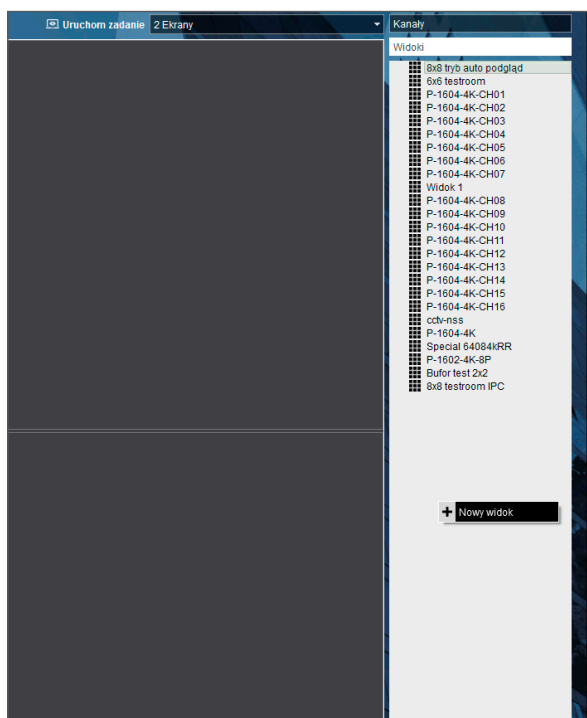 Uruchom zadanie 2 Ekrany
Kanały
Widoki
8x8 tryb auto podgląd
6x6 testroom
P-1604-4K-CH01
P-1604-4K-CH02
P-1604-4K-CH03
P-1604-4K-CH04
P-1604-4K-CH05
P-1604-4K-CH06
P-1604-4K-CH07
Widok 1
P-1604-4K-CH08
P-1604-4K-CH09
P-1604-4K-CH10
P-1604-4K-CH11
P-1604-4K-CH12
P-1604-4K-CH13
P-1604-4K-CH14
P-1604-4K-CH15
P-1604-4K-CH16
cctv-nss
P-1604-4K
Special 64084kRR
P-1602-4K-8P
Bufor test 2x2
8x8 testroom IPC
Nowy widok